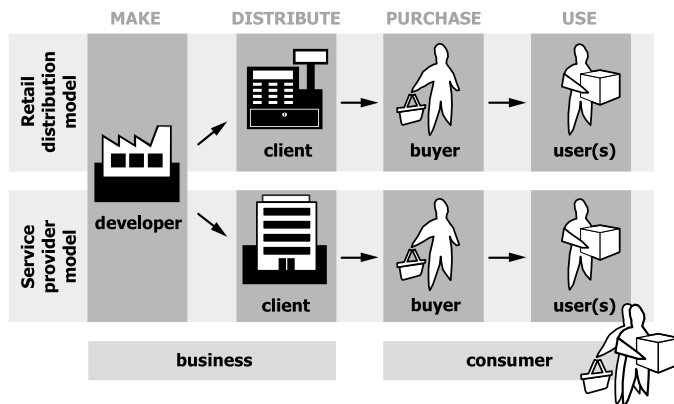 MAKE
DISTRIBUTE
PURCHASE
USE
Retail
distribution
model
client
buyer
user(s)
developer
Service
provider
model
client
buyer
user(s)
business
consumer